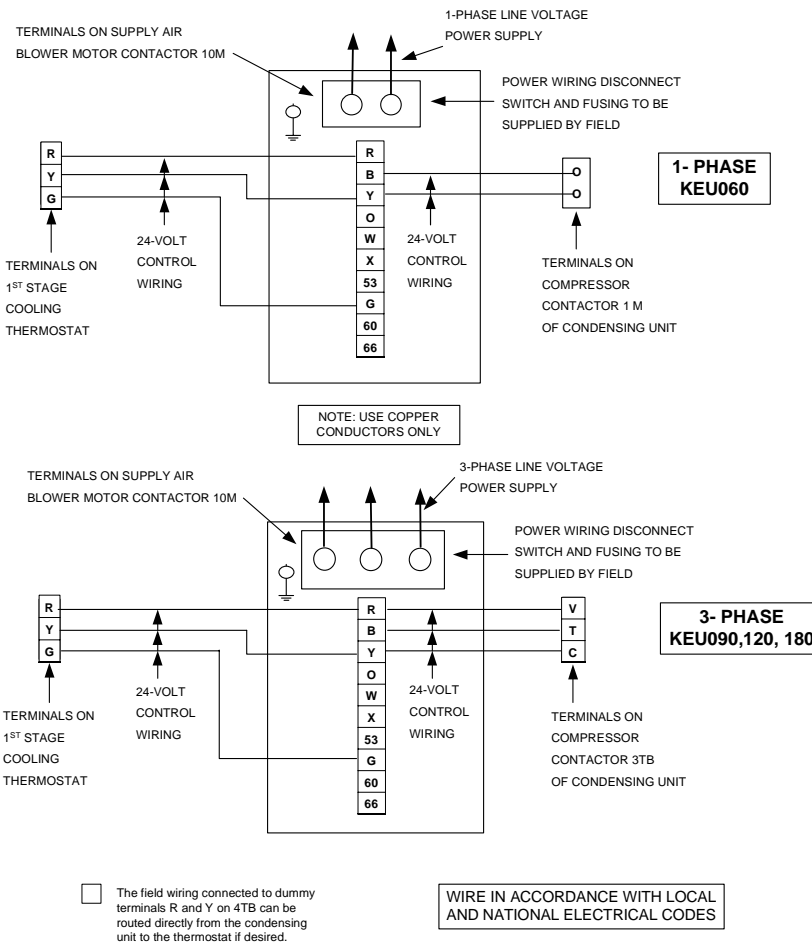 TERMINALS ON SUPPLY AIR
BLOWER MOTOR CONTACTOR 10M
1-PHASE LINE VOLTAGE
POWER SUPPLY
POWER WIRING DISCONNECT
SWITCH AND FUSING TO BE
SUPPLIED BY FIELD
R
Y
G
R
B
Y
O
W
X
53
G
60
66
O
O
1- PHASE
KEU060
24-VOLT
CONTROL
WIRING
24-VOLT
CONTROL
WIRING
TERMINALS ON
1ST STAGE
COOLING
THERMOSTAT
TERMINALS ON
COMPRESSOR
CONTACTOR 1 M
OF CONDENSING UNIT
NOTE: USE COPPER
CONDUCTORS ONLY
TERMINALS ON SUPPLY AIR
BLOWER MOTOR CONTACTOR 10M
3-PHASE LINE VOLTAGE
POWER SUPPLY
POWER WIRING DISCONNECT
SWITCH AND FUSING TO BE
SUPPLIED BY FIELD
R
Y
G
R
B
Y
O
W
X
53
G
60
66
V
T
C
3- PHASE
KEU090,120, 180
24-VOLT
CONTROL
WIRING
24-VOLT
CONTROL
WIRING
TERMINALS ON
1ST STAGE
COOLING
THERMOSTAT
TERMINALS ON
COMPRESSOR
CONTACTOR 3TB
OF CONDENSING UNIT
The field wiring connected to dummy
terminals R and Y on 4TB can be
routed directly from the condensing
unit to the thermostat if desired.
WIRE IN ACCORDANCE WITH LOCAL
AND NATIONAL ELECTRICAL CODES